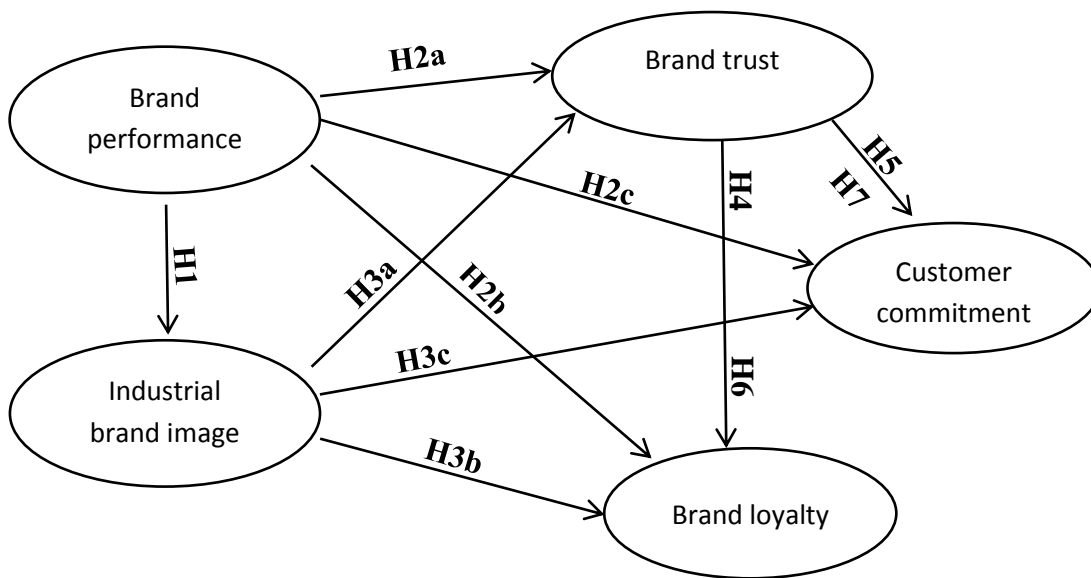 Brand
performance
H2a
Brand trust
H5
H7
H2c
H4
H1
H3a
H2b
Customer
commitment
H3c
H6
Industrial
brand image
H3b
Brand loyalty